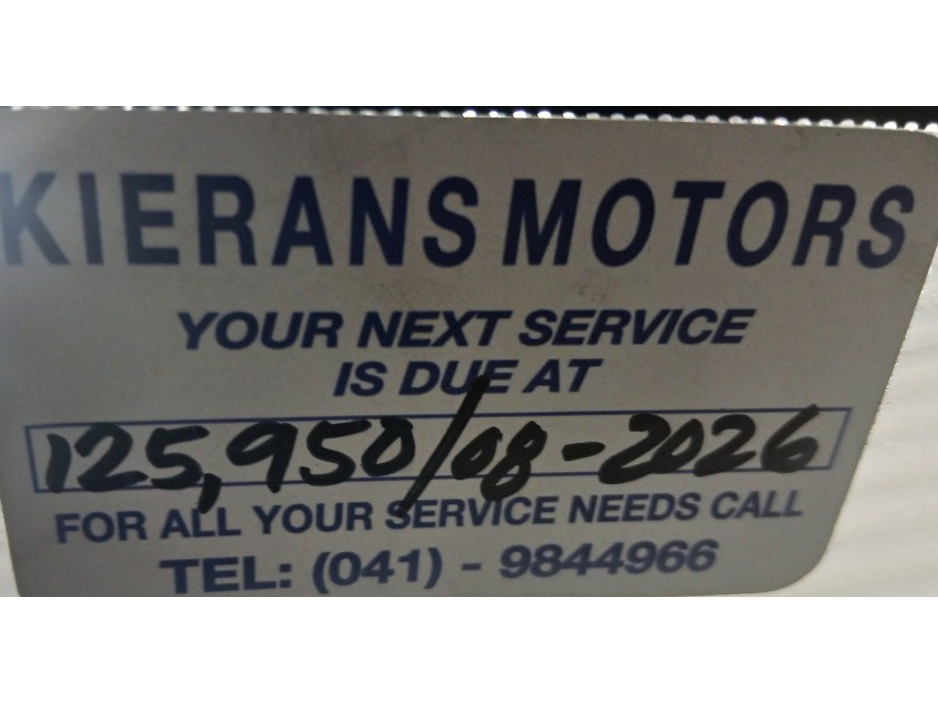 KIERANS MOTORS
YOUR NEXT SERVICE
IS DUE AT
125,950/08-2026
FOR ALL YOUR SERVICE NEEDS CALL
TEL: (041) - 9844966